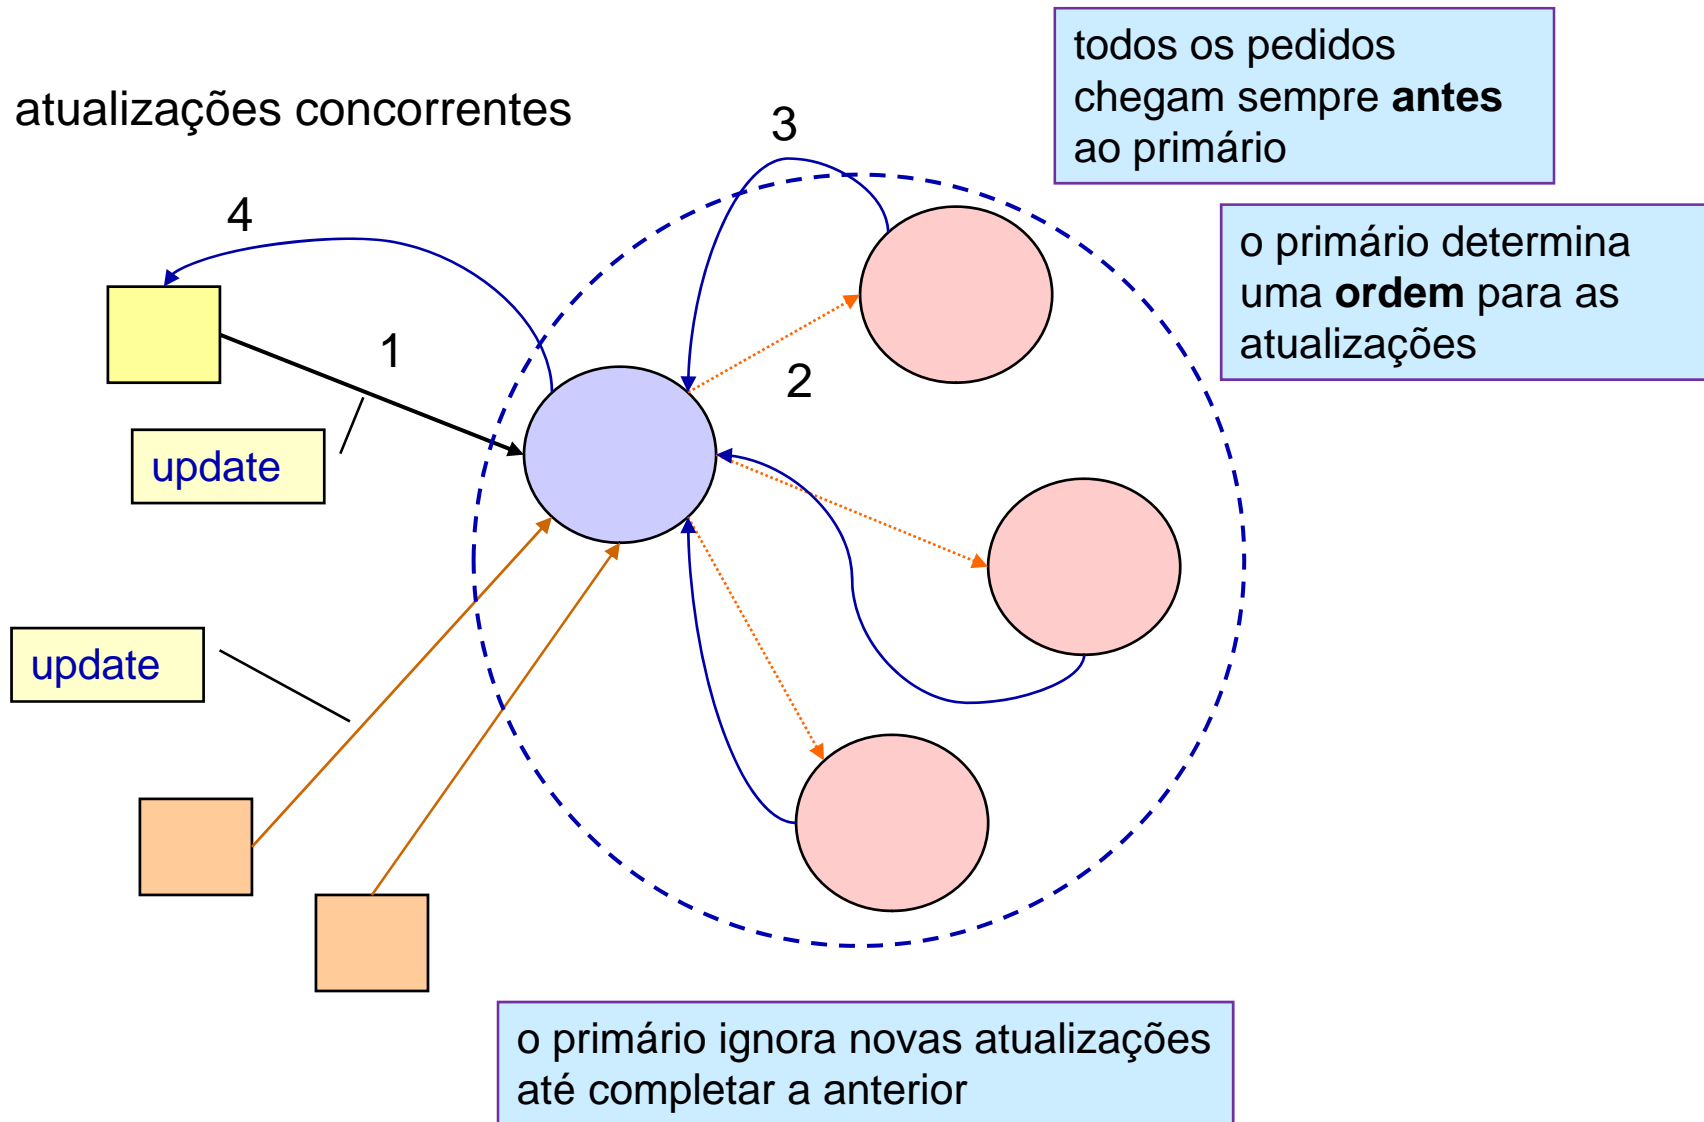 atualizações concorrentes
todos os pedidos
chegam sempre antes
ao primário
o primário determina
uma ordem para as
atualizações
3
4
1
2
update
update
o primário ignora novas atualizações
até completar a anterior